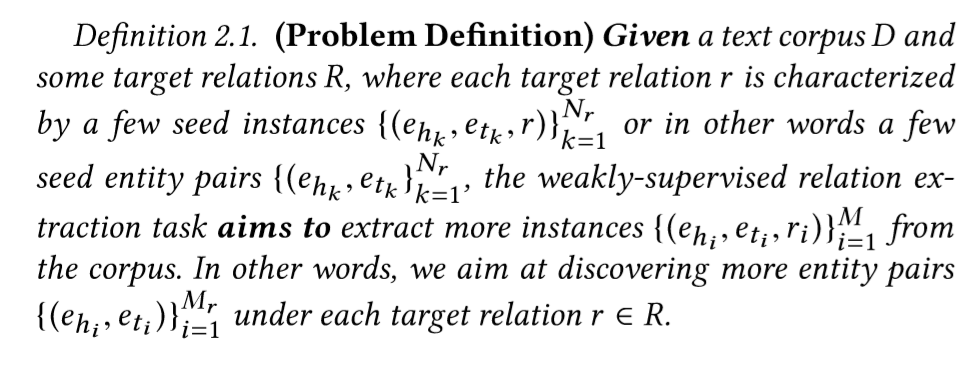 Definition 2.1. (Problem Definition) Given a text corpus D and
some target relations R, where each target relation r is characterized
by a few seed instances {(e_{h_k}, e_{t_k}, r)}_{k=1}^{N_r} or in other words a few
seed entity pairs {(e_{h_k}, e_{t_k}}_{k=1}^{N_r}, the weakly-supervised relation ex-
traction task aims to extract more instances {(e_{h_i}, e_{t_i}, r_i)}_{i=1}^{M} from
the corpus. In other words, we aim at discovering more entity pairs
{(e_{h_i}, e_{t_i})}_{i=1}^{M_r} under each target relation r ∈ R.